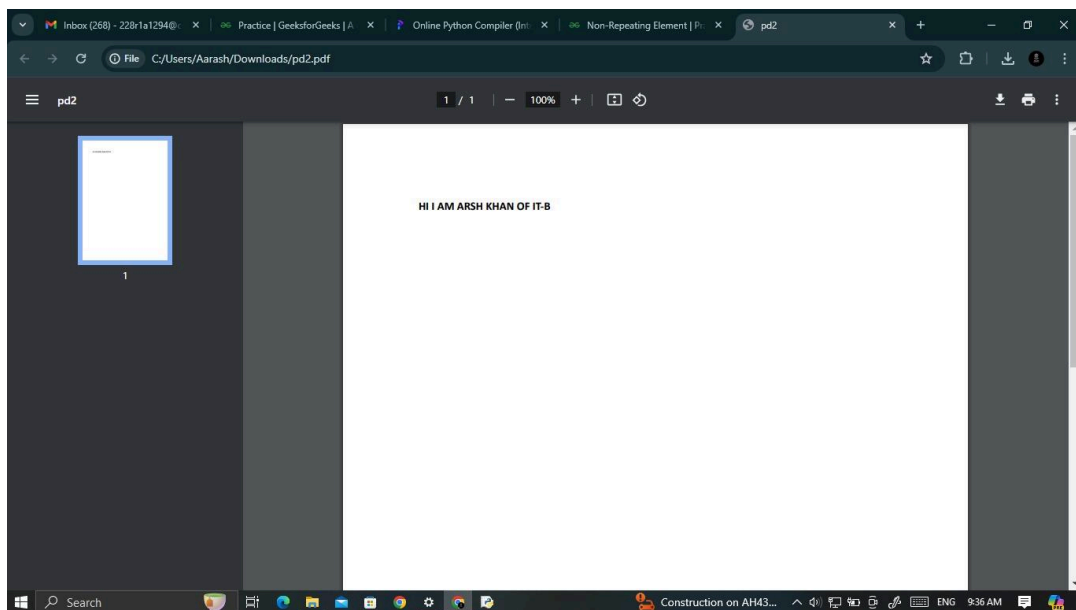 Inbox (268) - 228r1a1294@c
Practice | GeeksforGeeks | A
Online Python Compiler (Int
Non-Repeating Element | Pr
pd2
File C:/Users/Aarash/Downloads/pd2.pdf
pd2
1 / 1 100%
HI I AM ARSH KHAN OF IT-B
1
Search
Construction on AH43... ENG 9:36 AM